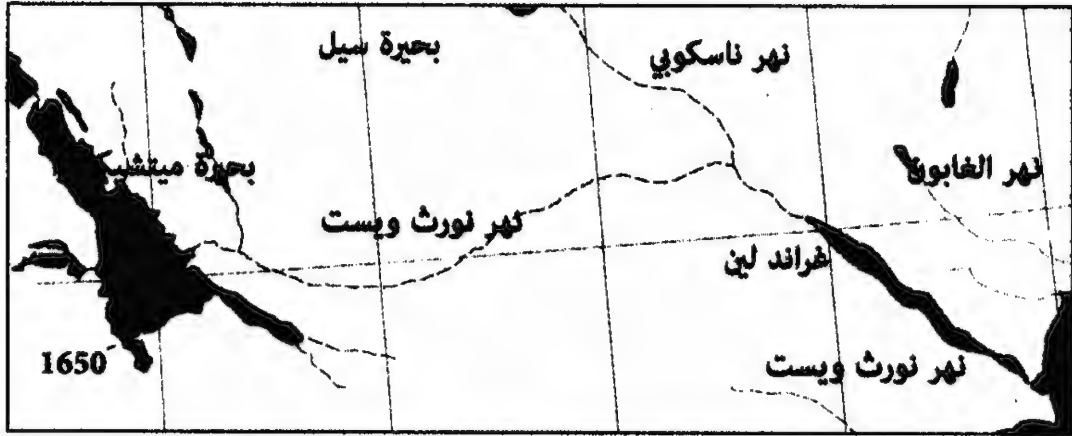 بحيرة سيل
نهر ناسكوبي
بحيرة ميتشيك
نهر الغابون
نهر نورث ويست
غراند لين
1650
نهر نورث ويست